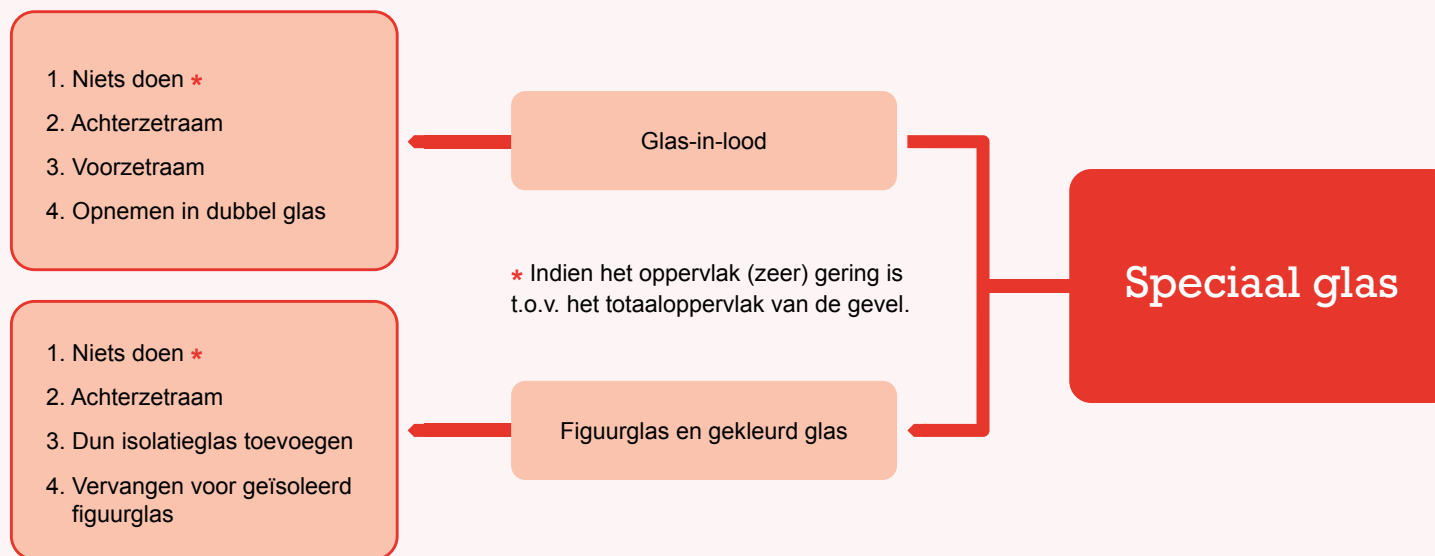 1. Niets doen *
2. Achterzetraam
3. Voorzetraam
4. Opnemen in dubbel glas
Glas-in-lood
* Indien het oppervlak (zeer) gering is
t.o.v. het totaaloppervlak van de gevel.
Speciaal glas
1. Niets doen *
2. Achterzetraam
3. Dun isolatieglas toevoegen
4. Vervangen voor geïsoleerd
figuurglas
Figuurglas en gekleurd glas